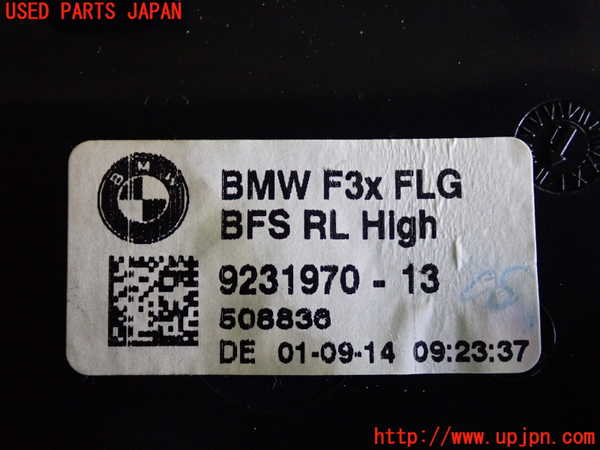 USED PARTS JAPAN
BMW
BMW F3x FLG
BFS RL High
9231970 - 13
508836
DE 01-09-14 09:23:37
http://www.upjpn.com/